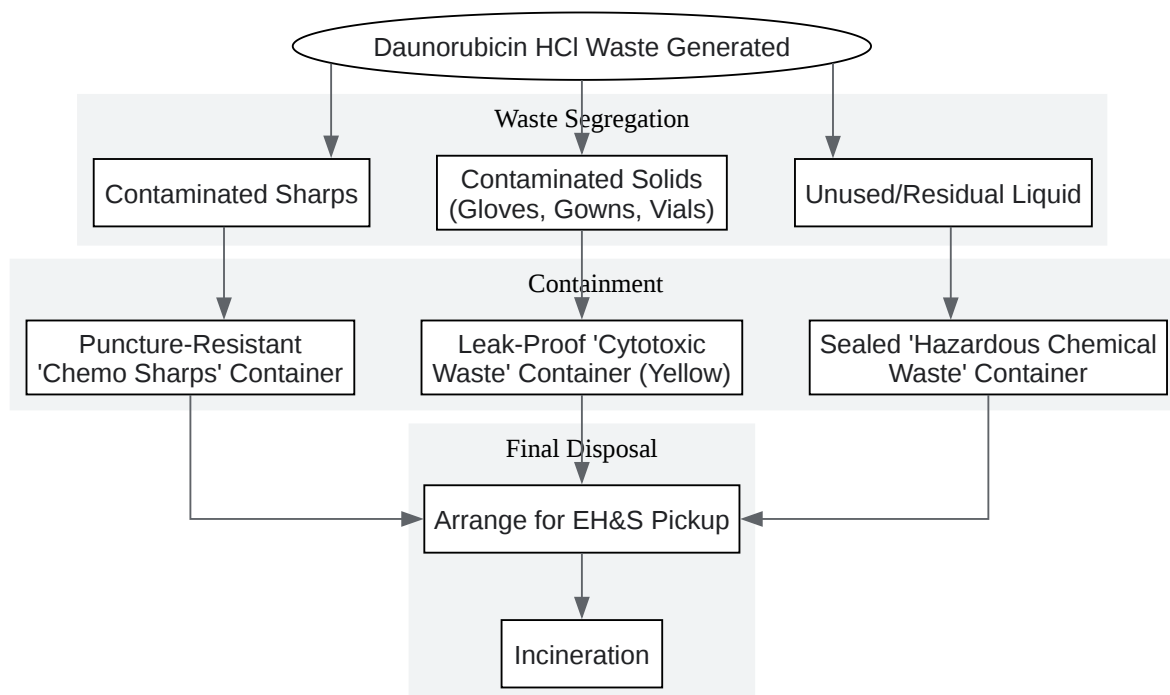 Daunorubicin HCl Waste Generated
Waste Segregation
Contaminated Sharps
Contaminated Solids
(Gloves, Gowns, Vials)
Unused/Residual Liquid
Containment
Puncture-Resistant
'Chemo Sharps' Container
Leak-Proof 'Cytotoxic
Waste' Container (Yellow)
Sealed 'Hazardous Chemical
Waste' Container
Final Disposal
Arrange for EH&S Pickup
Incineration